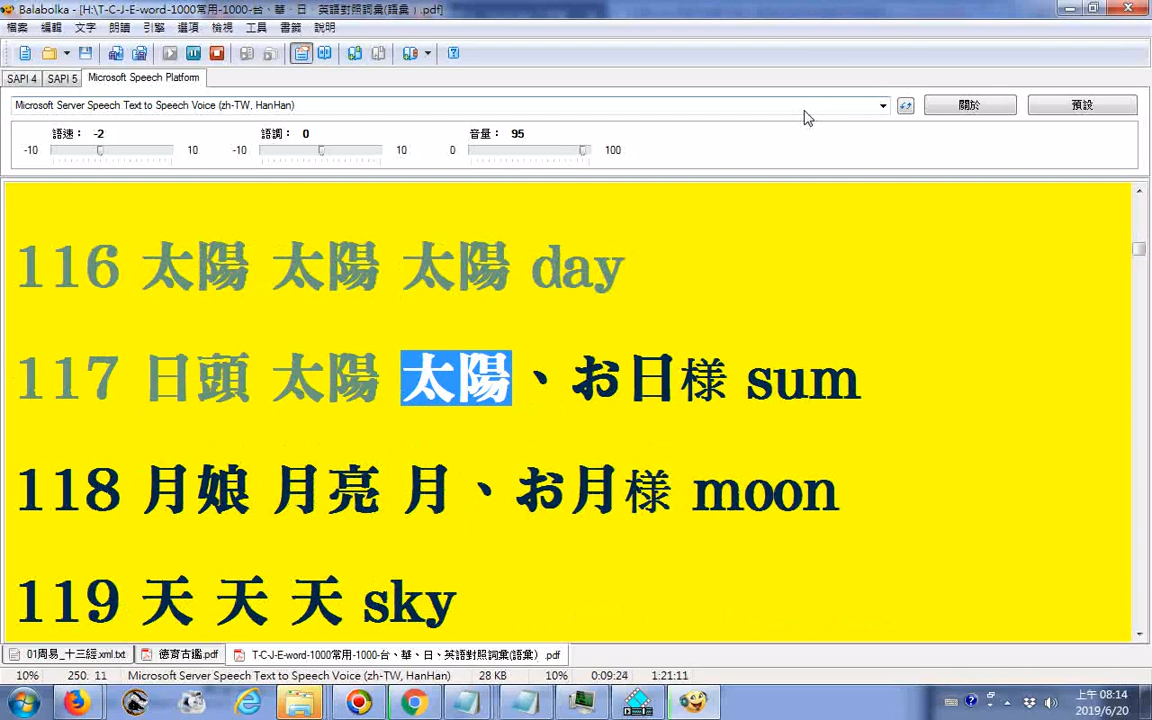 Balabolka - [H:\T-C-J-E-word-1000常用-1000-台、華﹑日﹑英語對照詞彙(語彙﹞.pdf]
檔案 編輯 文字 朗讀 引擎 選項 檢視 工具 書籤 說明
SAPI 4 SAPI 5 Microsoft Speech Platform
Microsoft Server Speech Text to Speech Voice (zh-TW, HanHan) 關於 預設
語速： -2 語調： 0 音量： 95
-10 10 -10 10 0 100
116 太陽 太陽 太陽 day
117 日頭 太陽 太陽、お日様 sum
118 月娘 月亮 月、お月様 moon
119 天 天 天 sky
01周易_十三經.xml.txt 德育古鑑.pdf T-C-J-E-word-1000常用-1000-台、華、日、英語對照詞彙(語彙﹞.pdf
10% 250. 11 Microsoft Server Speech Text to Speech Voice (zh-TW, HanHan) 28 KB 10% 0:09:24 1:21:11
上午 08:14
2019/6/20